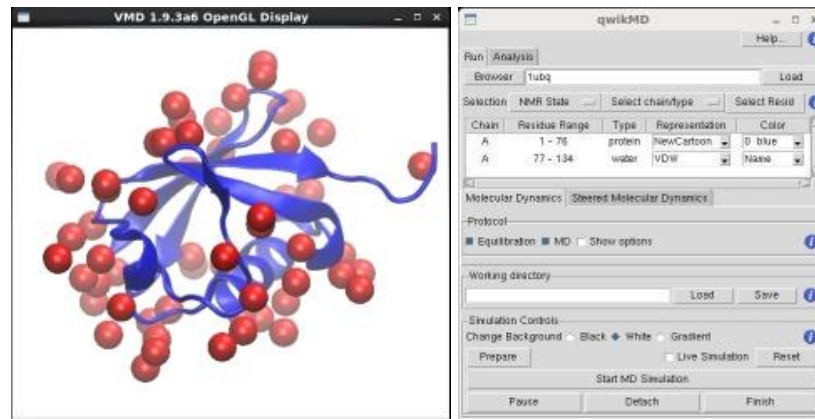 VMD 1.9.3a6 OpenGL Display
qwikMD
Help...
Run Analysis
Browser 1ubq Load
Selection NMR State Select chain/type Select Resid
Chain Residue Range Type Representation Color
A 1 - 76 protein NewCartoon 0 blue
A 77 - 134 water VDW Name
Molecular Dynamics Steered Molecular Dynamics
Protocol
Equilibration MD Show options
Working directory
Load Save
Simulation Controls
Change Background Black White Gradient
Prepare Live Simulation Reset
Start MD Simulation
Pause Detach Finish